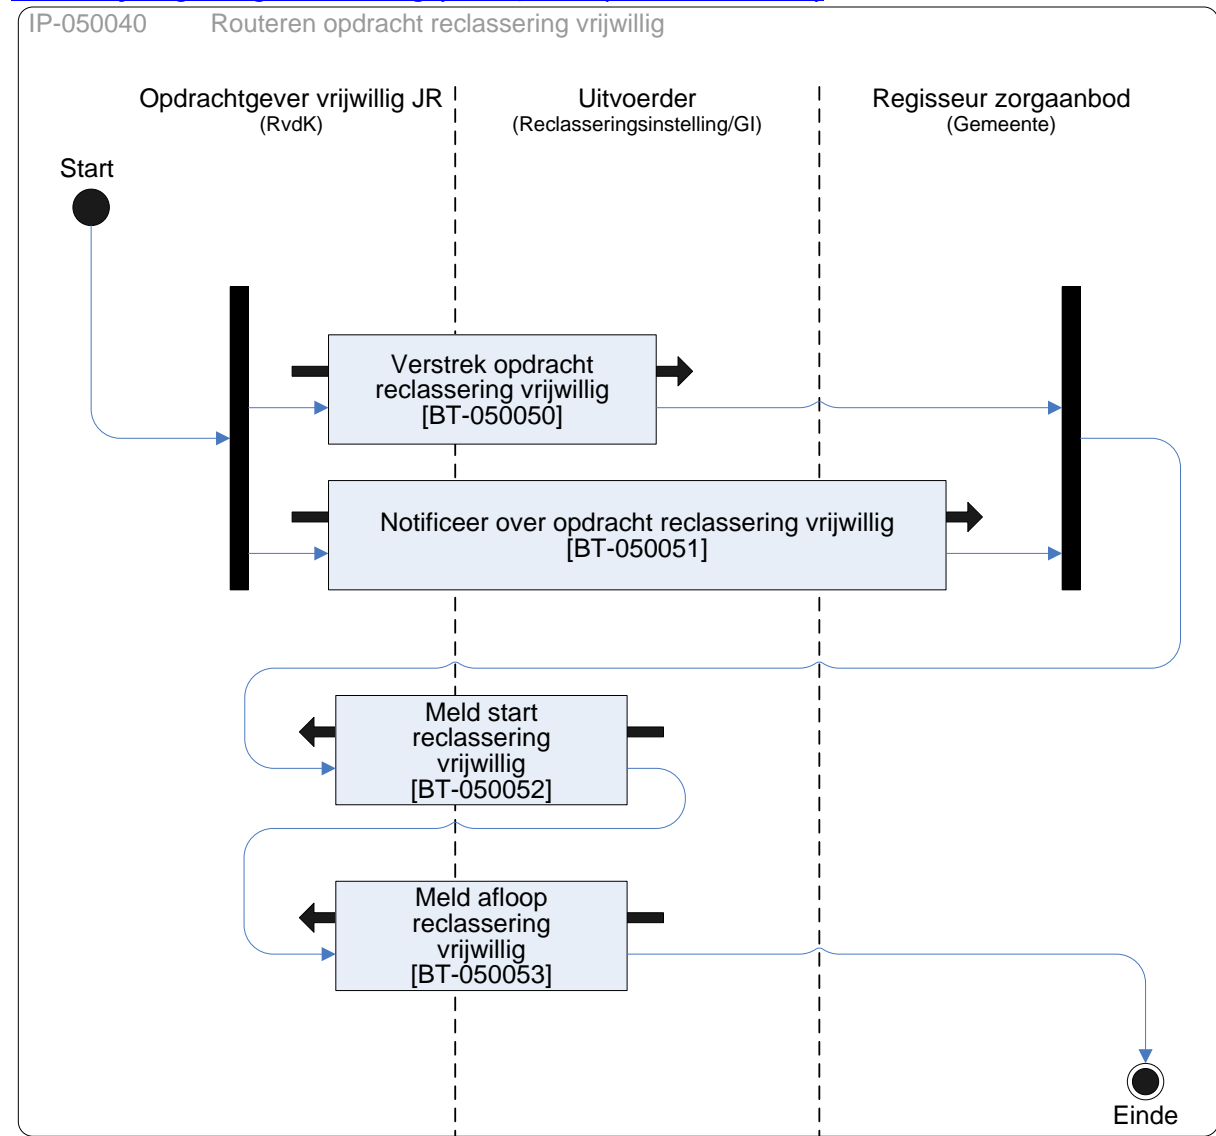 IP-050040 Routeren opdracht reclassering vrijwillig
Opdrachtgever vrijwillig JR
(RvdK)
Uitvoerder
(Reclasseringsinstelling/GI)
Regisseur zorgaanbod
(Gemeente)
Start
Verstrek opdracht
reclassering vrijwillig
[BT-050050]
Notificeer over opdracht reclassering vrijwillig
[BT-050051]
Meld start
reclassering
vrijwillig
[BT-050052]
Meld afloop
reclassering
vrijwillig
[BT-050053]
Einde